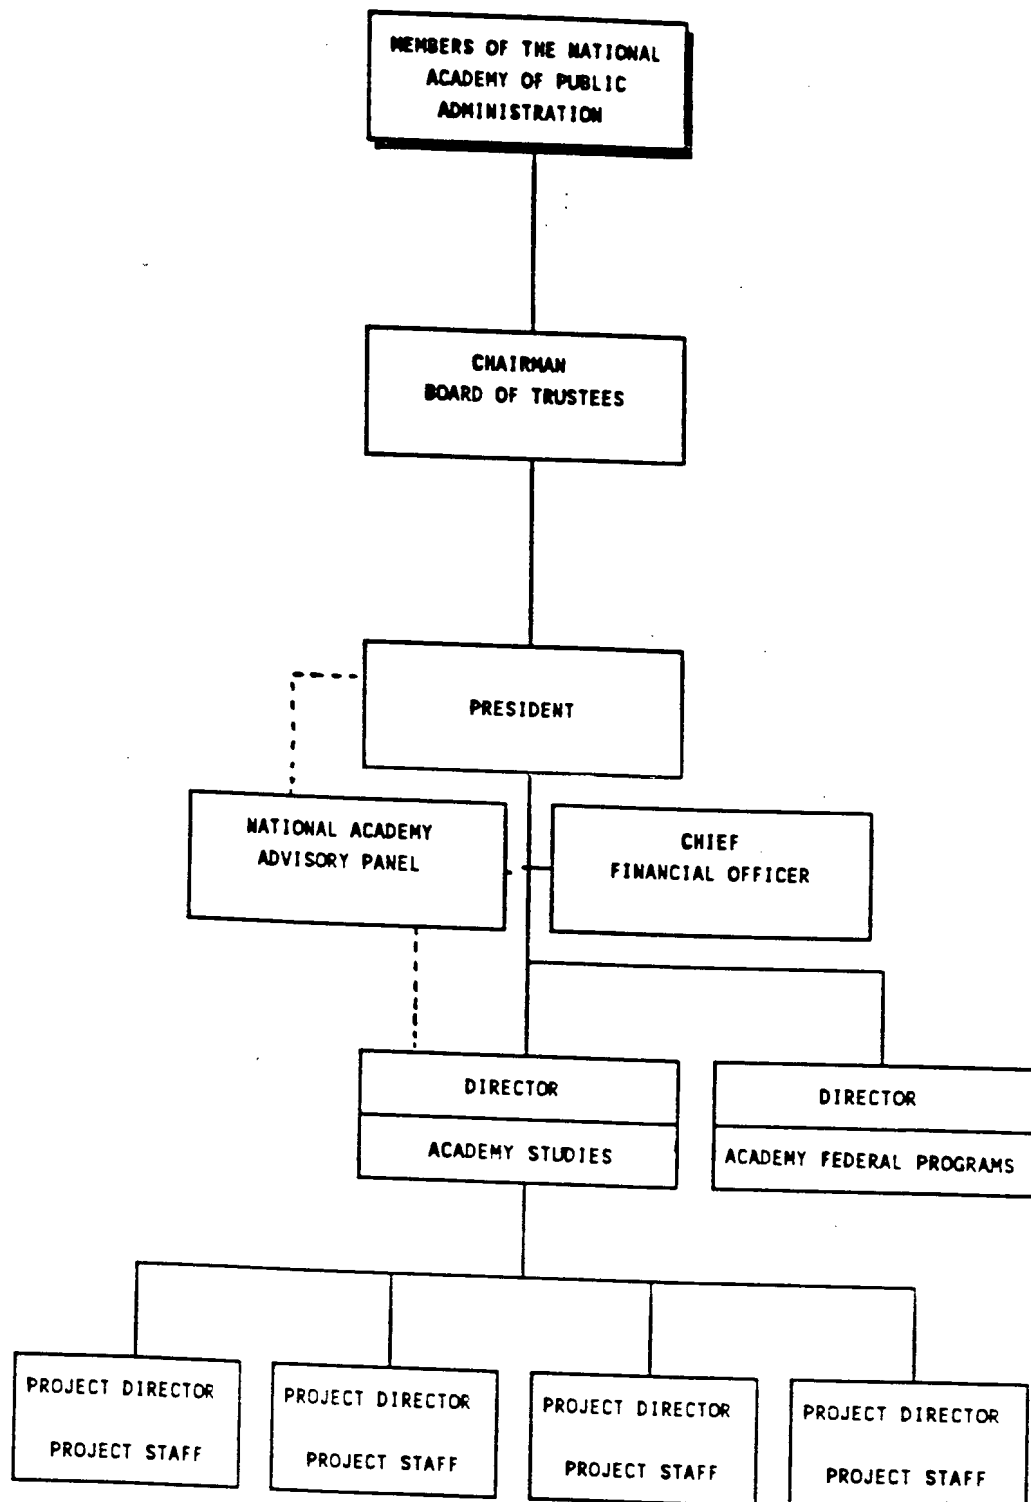 MEMBERS OF THE NATIONAL
ACADEMY OF PUBLIC
ADMINISTRATION
CHAIRMAN
BOARD OF TRUSTEES
PRESIDENT
NATIONAL ACADEMY
ADVISORY PANEL
CHIEF
FINANCIAL OFFICER
DIRECTOR
ACADEMY STUDIES
DIRECTOR
ACADEMY FEDERAL PROGRAMS
PROJECT DIRECTOR
PROJECT STAFF
PROJECT DIRECTOR
PROJECT STAFF
PROJECT DIRECTOR
PROJECT STAFF
PROJECT DIRECTOR
PROJECT STAFF